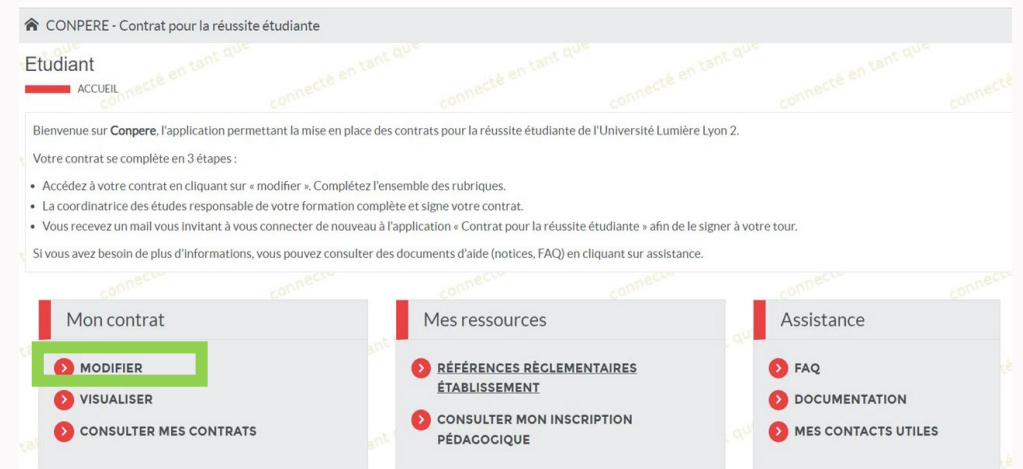 CONPERE - Contrat pour la réussite étudiante
Etudiant
ACCUEIL
connecté en tant que
Bienvenue sur Conpere, l'application permettant la mise en place des contrats pour la réussite étudiante de l'Université Lumière Lyon 2.
Votre contrat se complète en 3 étapes :
• Accédez à votre contrat en cliquant sur « modifier ». Complétez l'ensemble des rubriques.
• La coordinatrice des études responsable de votre formation complète et signe votre contrat.
• Vous recevez un mail vous invitant à vous connecter de nouveau à l'application « Contrat pour la réussite étudiante » afin de le signer à votre tour.
Si vous avez besoin de plus d'informations, vous pouvez consulter des documents d'aide (notices, FAQ) en cliquant sur assistance.
Mon contrat
MODIFIER
VISUALISER
CONSULTER MES CONTRATS
Mes ressources
RÉFÉRENCES RÈGLEMENTAIRES
ÉTABLISSEMENT
CONSULTER MON INSCRIPTION
PÉDAGOGIQUE
Assistance
FAQ
DOCUMENTATION
MES CONTACTS UTILES